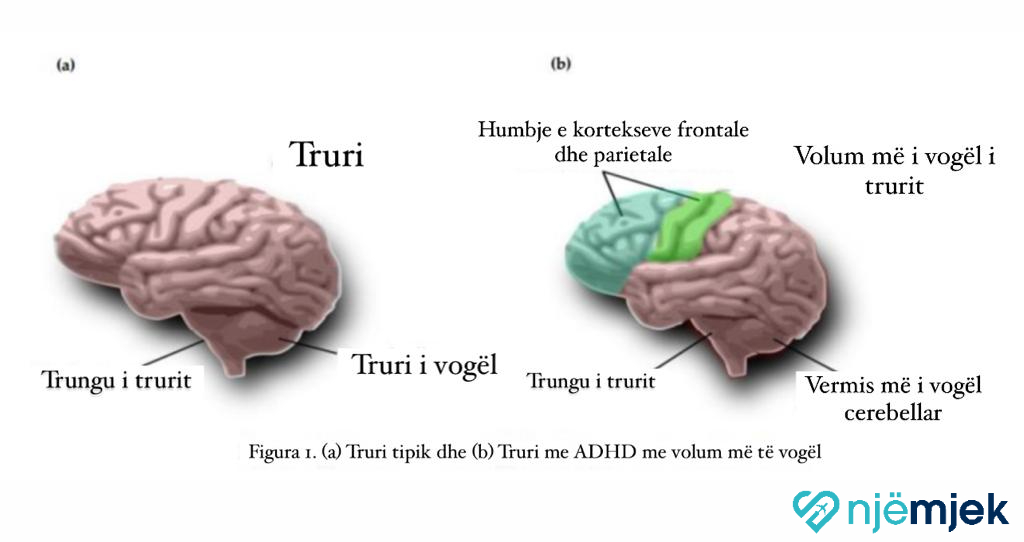 (a)
Truri
Trungu i trurit
Truri i vogël
(b)
Humbje e kortekseve frontale
dhe parietale
Volum më i vogël i
trurit
Trungu i trurit
Vermis më i vogël
cerebellar
Figura 1. (a) Truri tipik dhe (b) Truri me ADHD me volum më të vogël
njëmjek